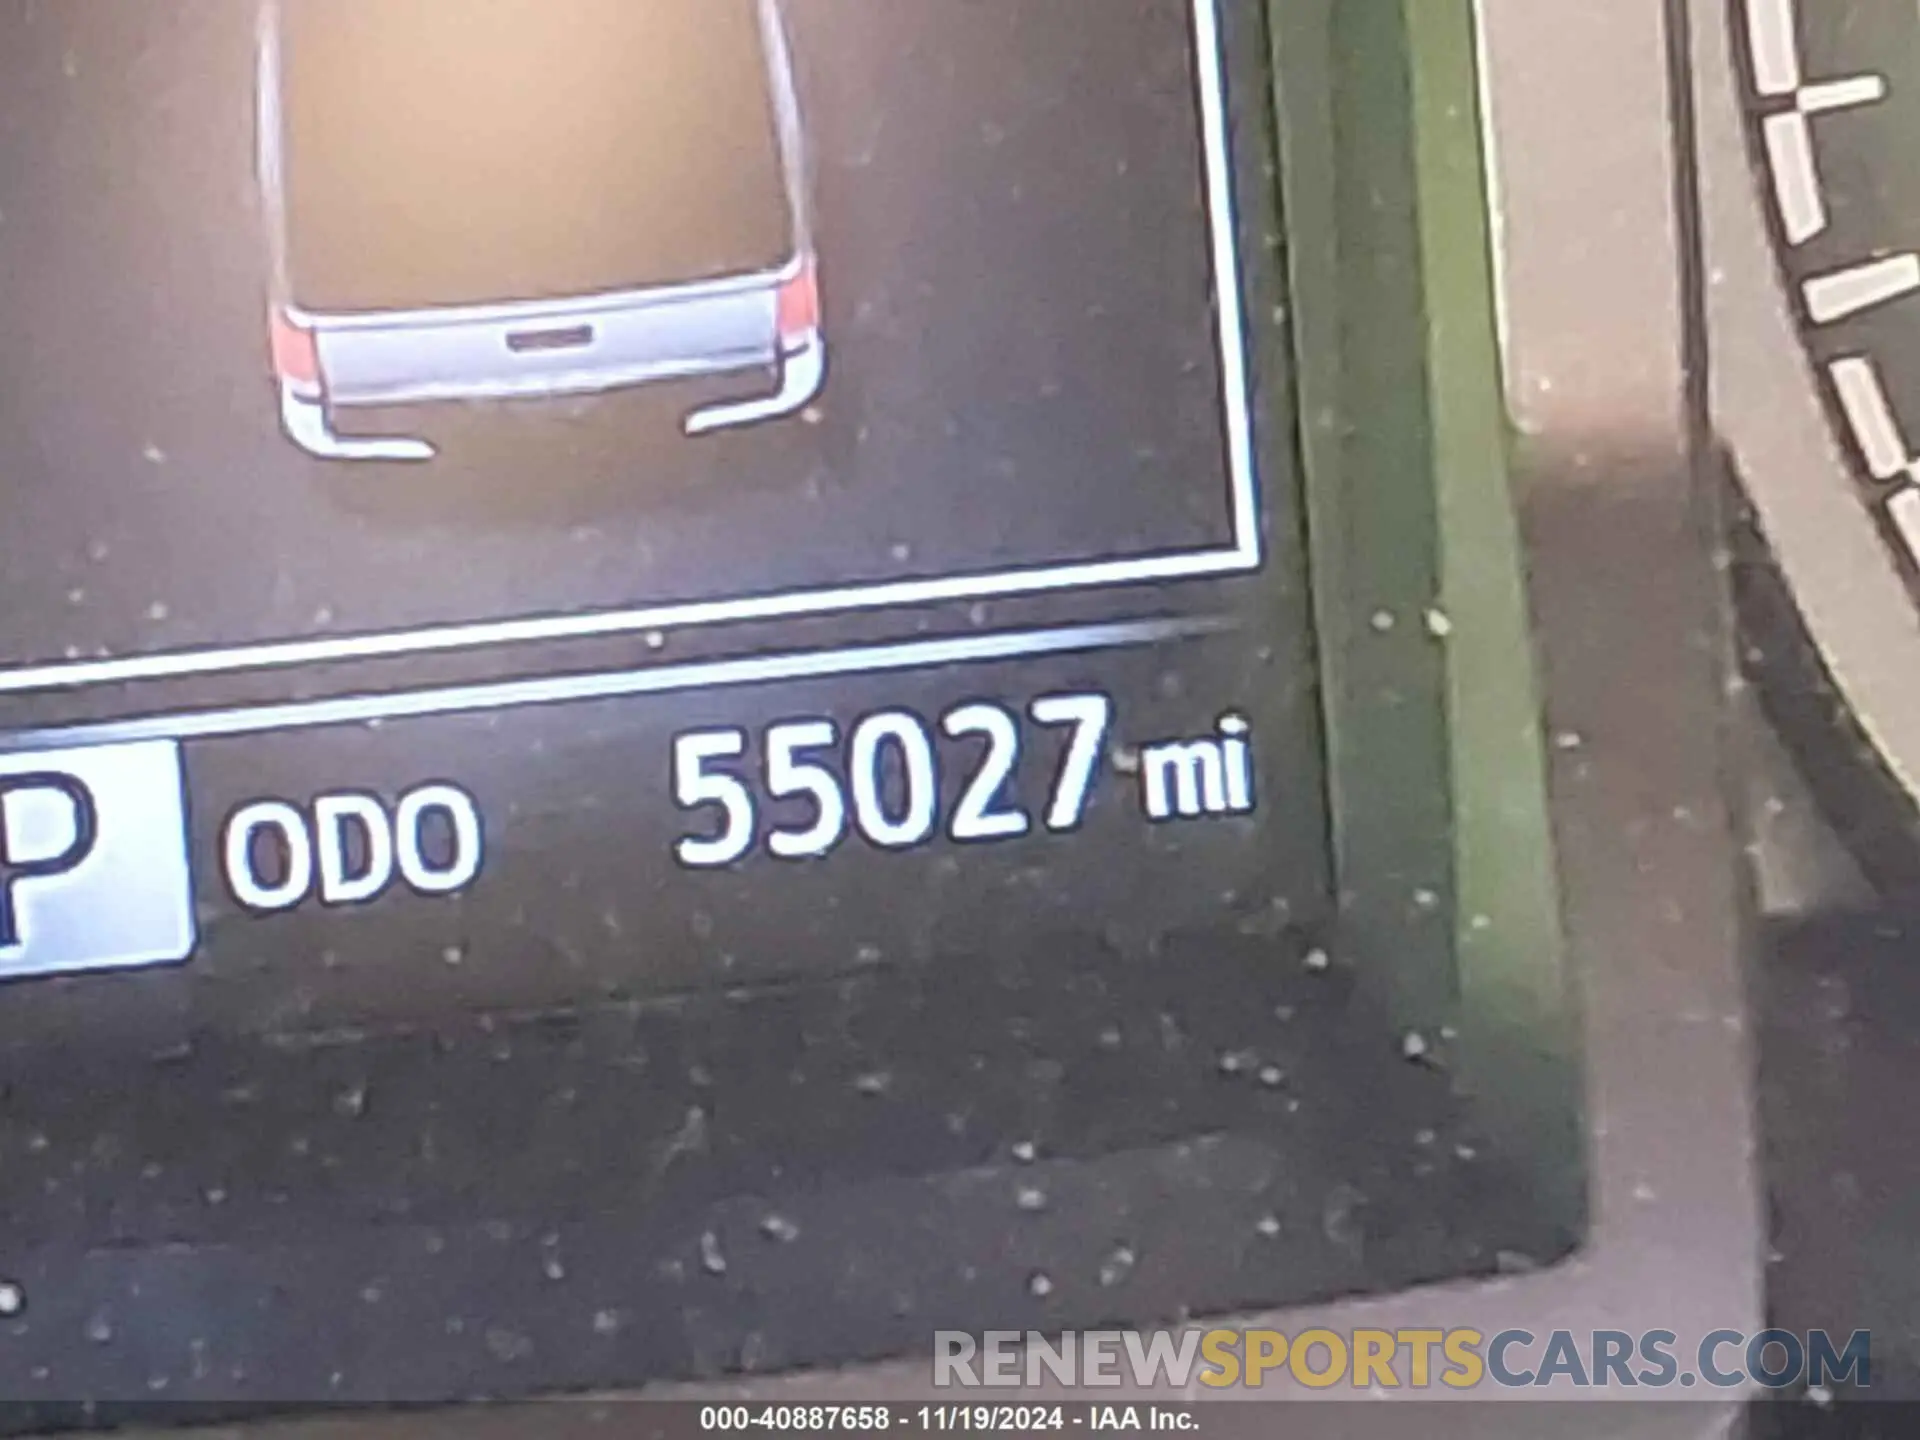 P ODO 55027 mi
RENEWSPORTSCARS.COM
000-40887658 - 11/19/2024 - IAA Inc.